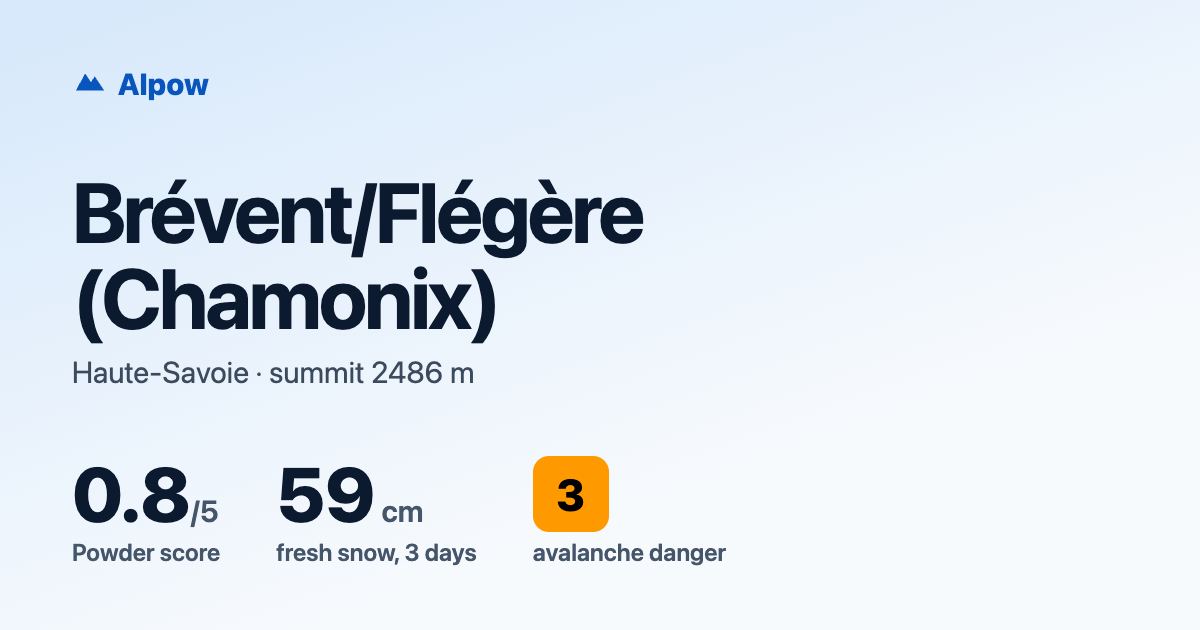 Alpow
Brévent/Flégère
(Chamonix)
Haute-Savoie · summit 2486 m
0.8/5 59 cm 3
Powder score fresh snow, 3 days avalanche danger